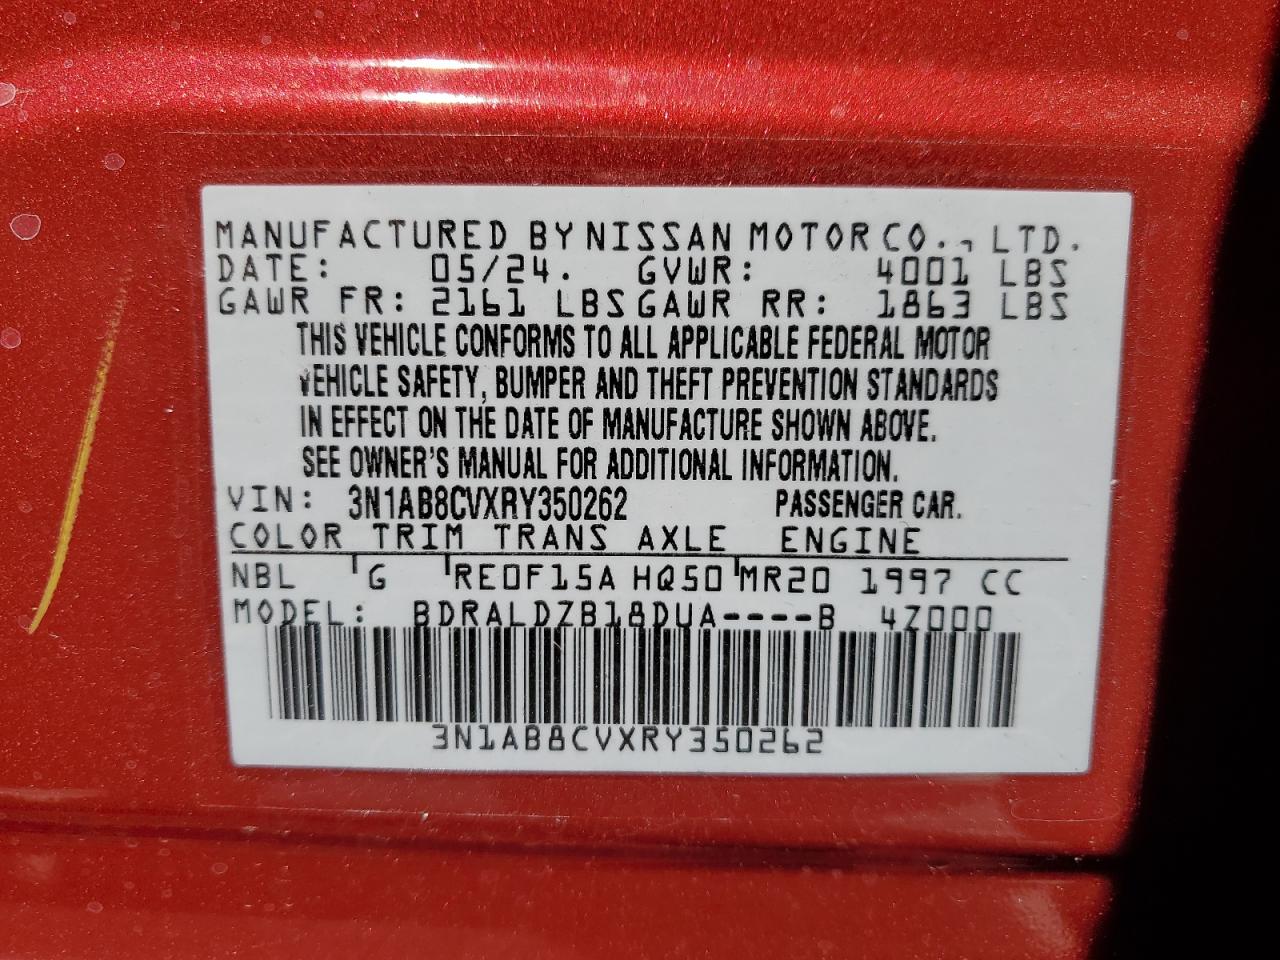 MANUFACTURED BY NISSAN MOTOR CO., LTD.
DATE: 05/24. GVWR: 4001 LBS
GAWR FR: 2161 LBS GAWR RR: 1863 LBS
THIS VEHICLE CONFORMS TO ALL APPLICABLE FEDERAL MOTOR
VEHICLE SAFETY, BUMPER AND THEFT PREVENTION STANDARDS
IN EFFECT ON THE DATE OF MANUFACTURE SHOWN ABOVE.
SEE OWNER'S MANUAL FOR ADDITIONAL INFORMATION.
VIN: 3N1AB8CVXRY350262 PASSENGER CAR.
COLOR TRIM TRANS AXLE ENGINE
NBL G RE0F15A HQ50 MR20 1997 CC
MODEL: BDRALDZB18DUA----B 4Z000
3N1AB8CVXRY350262